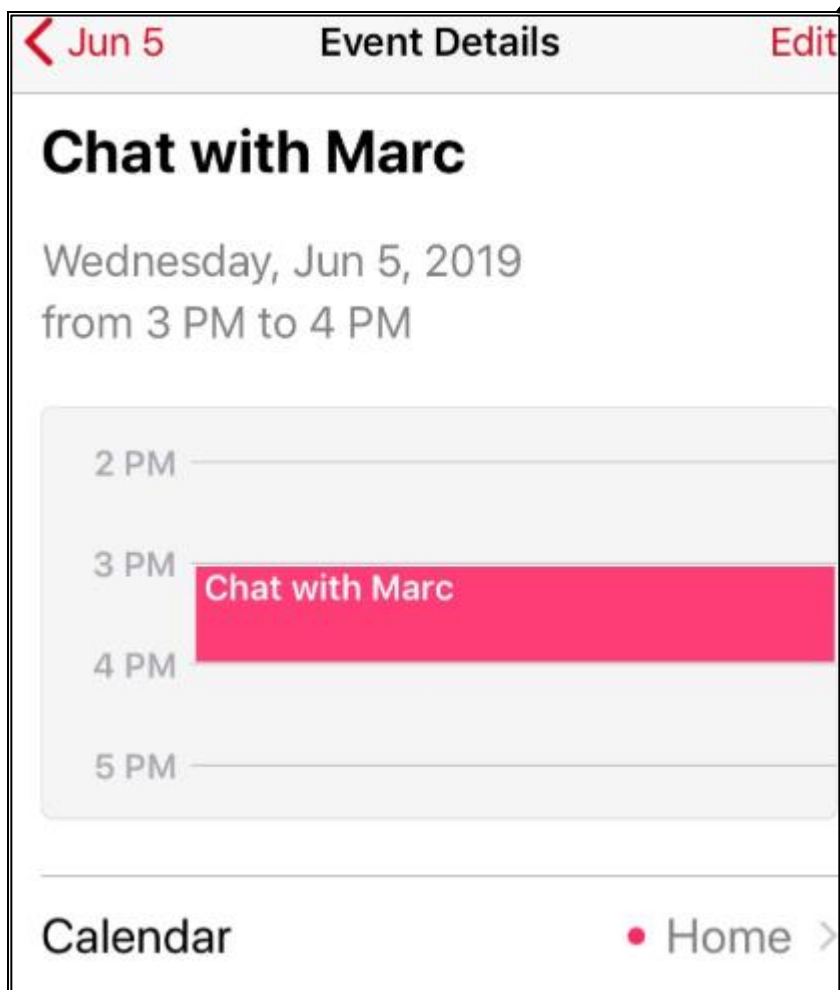 Jun 5 Event Details Edit
Chat with Marc
Wednesday, Jun 5, 2019
from 3 PM to 4 PM
2 PM
3 PM
Chat with Marc
4 PM
5 PM
Calendar Home